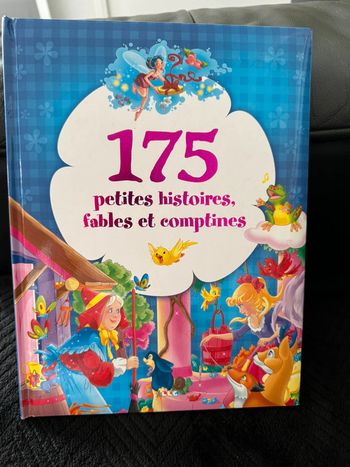 175
petites histoires,
fables et comptines